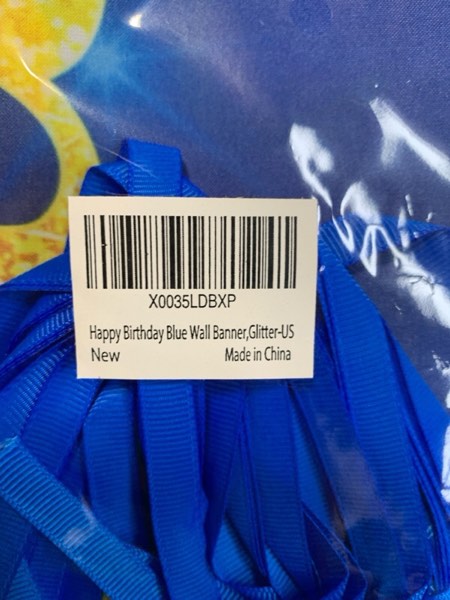 X0035LDBXP
Happy Birthday Blue Wall Banner,Glitter-US
New Made in China